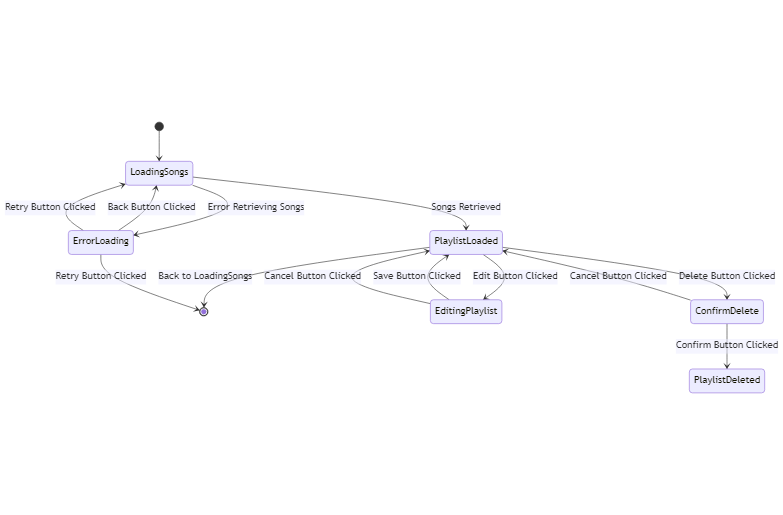 LoadingSongs
Retry Button Clicked
Back Button Clicked
Error Retrieving Songs
Songs Retrieved
ErrorLoading
PlaylistLoaded
Retry Button Clicked
Back to LoadingSongs
Cancel Button Clicked
Save Button Clicked
Edit Button Clicked
Cancel Button Clicked
Delete Button Clicked
EditingPlaylist
ConfirmDelete
Confirm Button Clicked
PlaylistDeleted